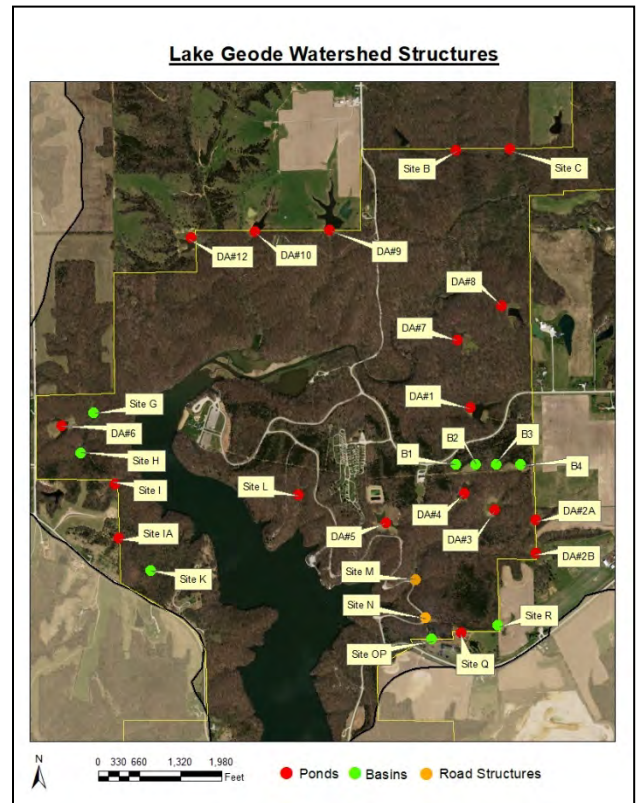 Lake Geode Watershed Structures
Site B
Site C
DA#12
DA#10
DA#9
DA#8
DA#7
DA#1
Site G
DA#6
Site H
B1
B2
B3
B4
Site I
Site L
DA#4
DA#3
DA#2A
DA#5
Site IA
DA#2B
Site M
Site K
Site N
Site R
Site OP
Site Q
N
0 330 660 1,320 1,980
Feet
Ponds Basins Road Structures